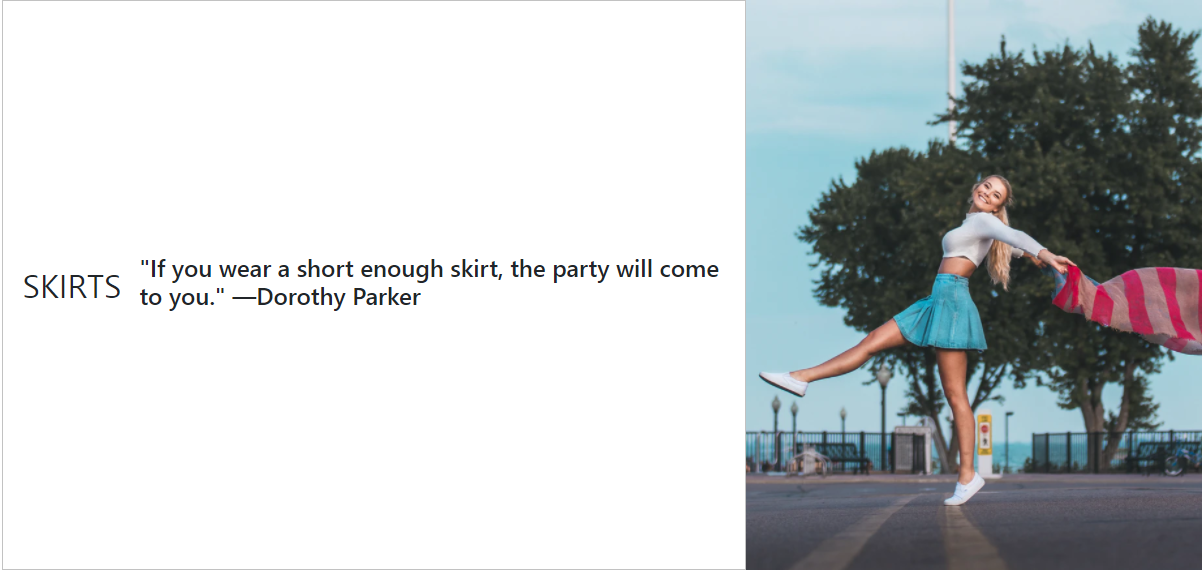 SKIRTS
"If you wear a short enough skirt, the party will come
to you." —Dorothy Parker